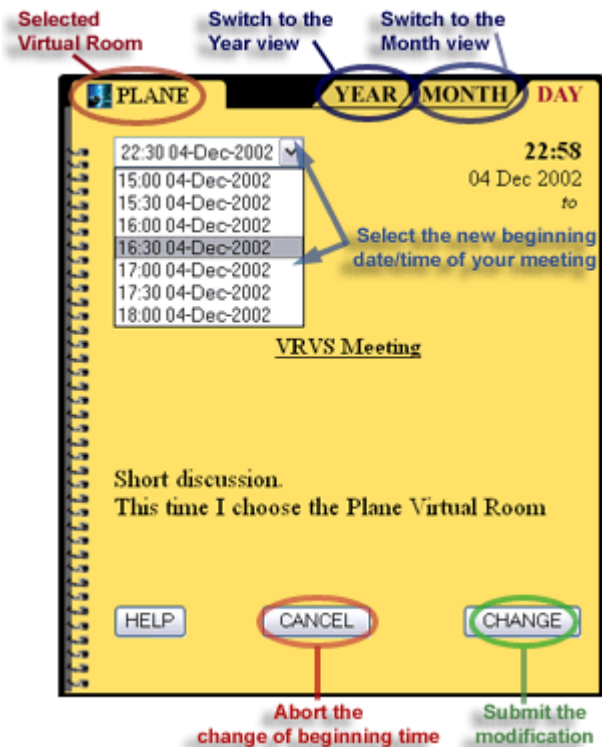 Selected
Virtual Room
Switch to the
Year view
Switch to the
Month view
PLANE
YEAR
MONTH
DAY
22:30 04-Dec-2002
22:58
15:00 04-Dec-2002
04 Dec 2002
15:30 04-Dec-2002
to
16:00 04-Dec-2002
16:30 04-Dec-2002
17:00 04-Dec-2002
17:30 04-Dec-2002
18:00 04-Dec-2002
Select the new beginning
date/time of your meeting
VRVS Meeting
Short discussion.
This time I choose the Plane Virtual Room
HELP
CANCEL
CHANGE
Abort the
change of beginning time
Submit the
modification